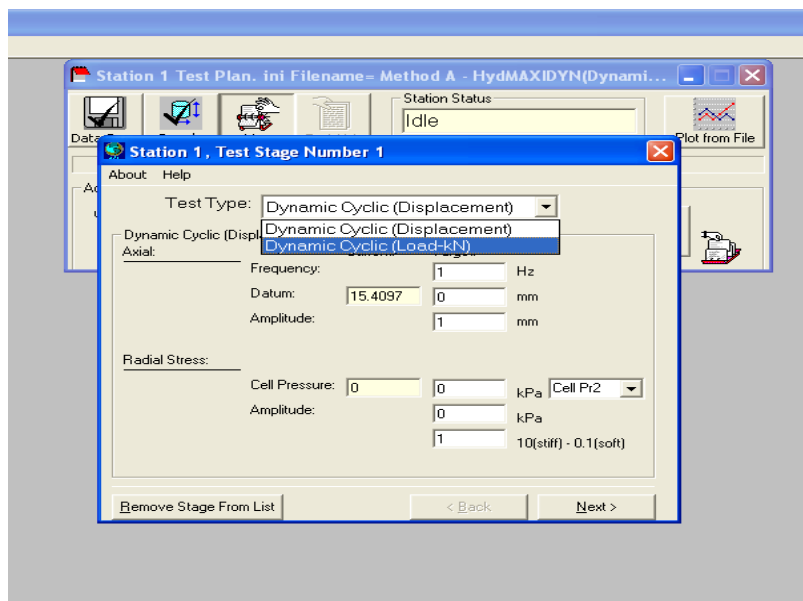 Station 1 Test Plan. ini Filename= Method A - HydMAXIDYN(Dynami...
Station Status
Idle
Plot from File
Station 1 , Test Stage Number 1
About Help
Test Type: Dynamic Cyclic (Displacement)
Dynamic Cyclic (Displacement)
Dynamic Cyclic (Load-kN)
Dynamic Cyclic (Displ
Axial:
Frequency: 1 Hz
Datum: 15.4097 0 mm
Amplitude: 1 mm
Radial Stress:
Cell Pressure: 0 0 kPa Cell Pr2
Amplitude: 0 kPa
1 10(stiff) - 0.1(soft)
Remove Stage From List < Back Next >